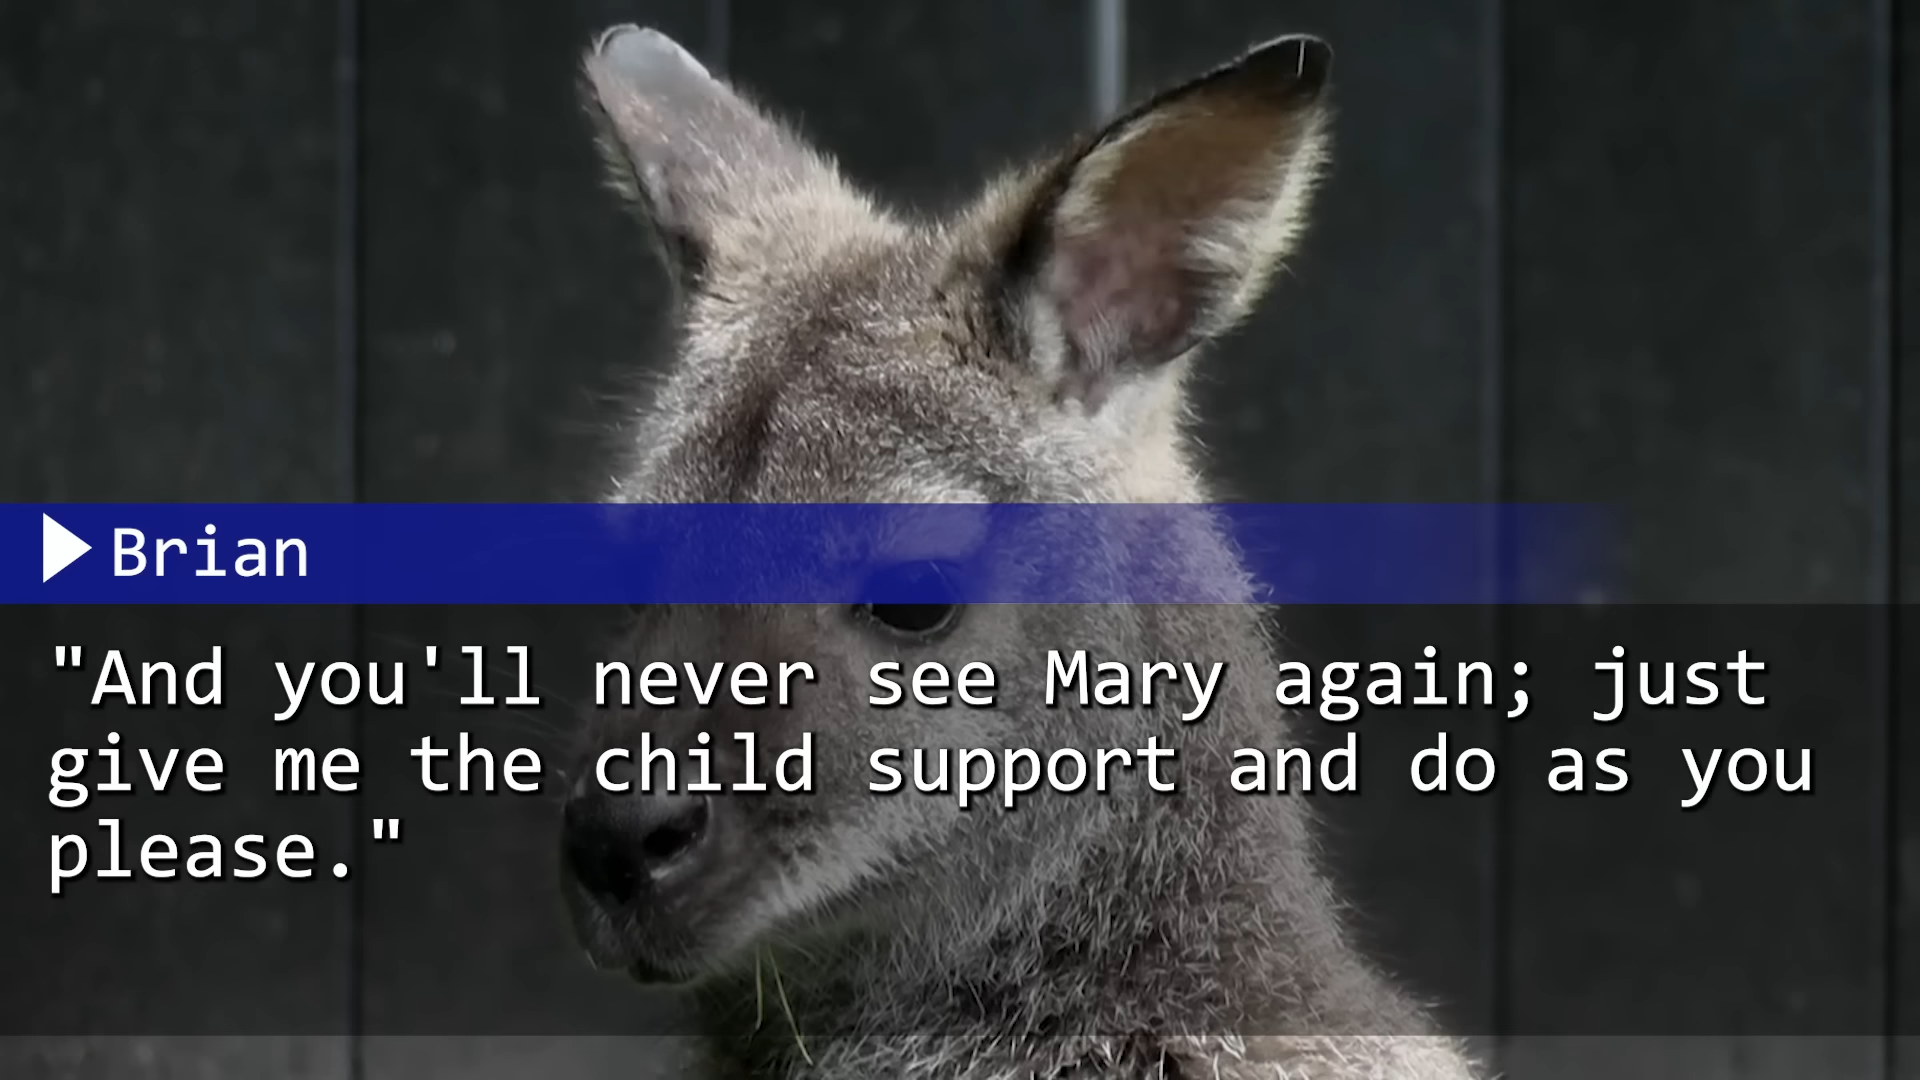 Brian
"And you'll never see Mary again; just
give me the child support and do as you
please."